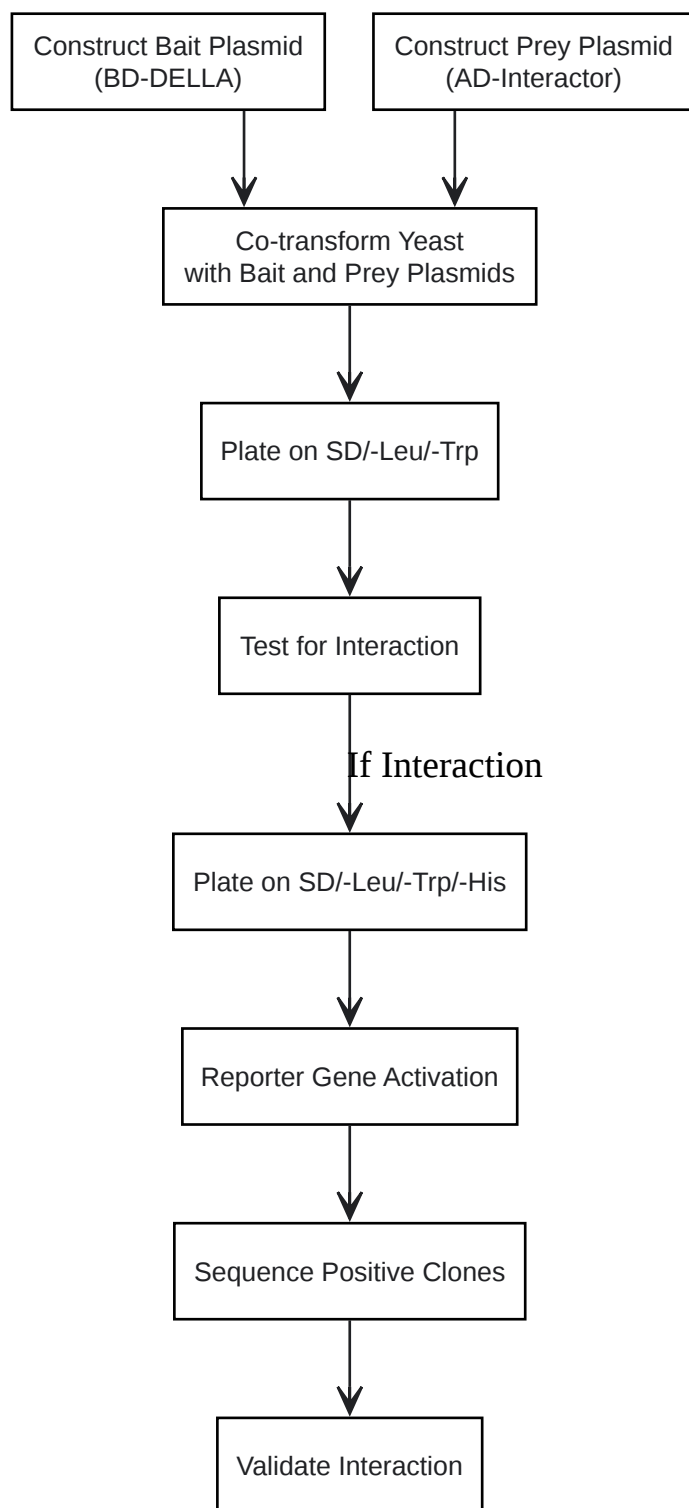 Construct Bait Plasmid
(BD-DELLA)
Construct Prey Plasmid
(AD-Interactor)
Co-transform Yeast
with Bait and Prey Plasmids
Plate on SD/-Leu/-Trp
Test for Interaction
If Interaction
Plate on SD/-Leu/-Trp/-His
Reporter Gene Activation
Sequence Positive Clones
Validate Interaction